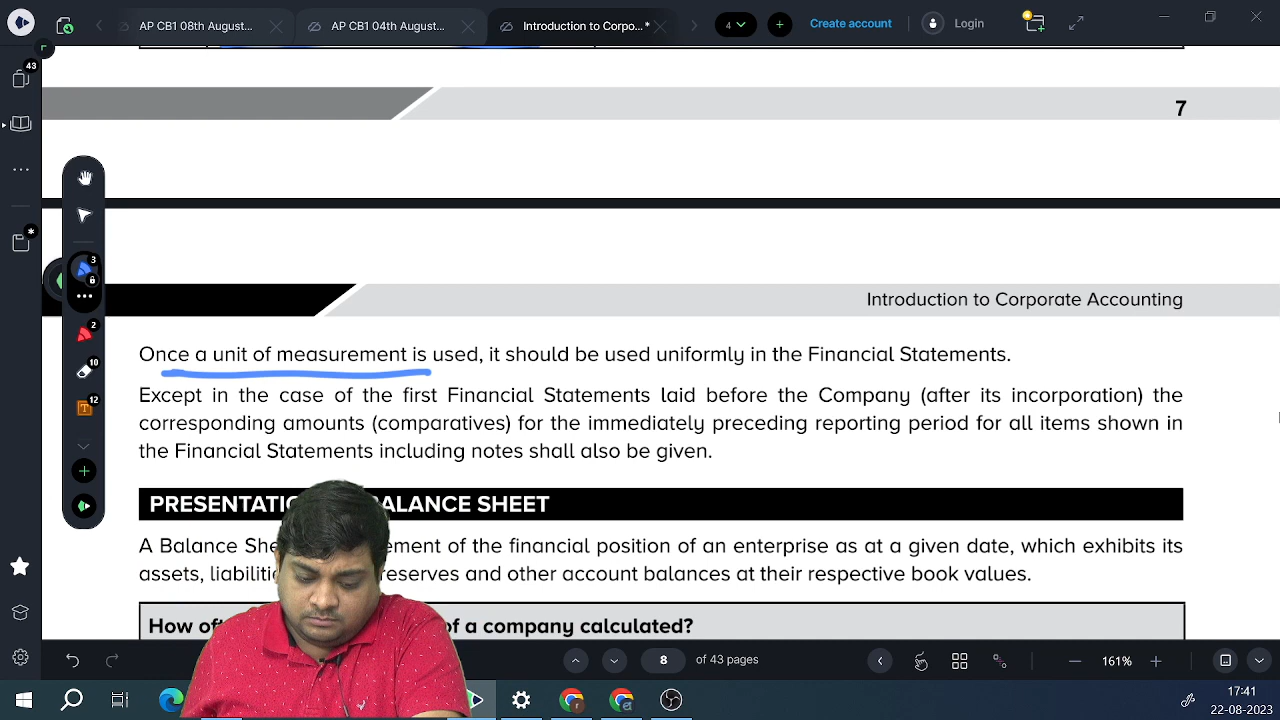 AP CB1 08th August...
AP CB1 04th August...
Introduction to Corpo... *
4
Create account
Login
43
7
Introduction to Corporate Accounting
3
2
10
12
T
Once a unit of measurement is used, it should be used uniformly in the Financial Statements.
Except in the case of the first Financial Statements laid before the Company (after its incorporation) the
corresponding amounts (comparatives) for the immediately preceding reporting period for all items shown in
the Financial Statements including notes shall also be given.
ALANCE SHEET
A Balance of the financial position of an enterprise as at a given date, which exhibits its
assets, reserves and other account balances at their respective book values.
How of a company calculated?
8 of 43 pages
161%
17:41
22-08-2023